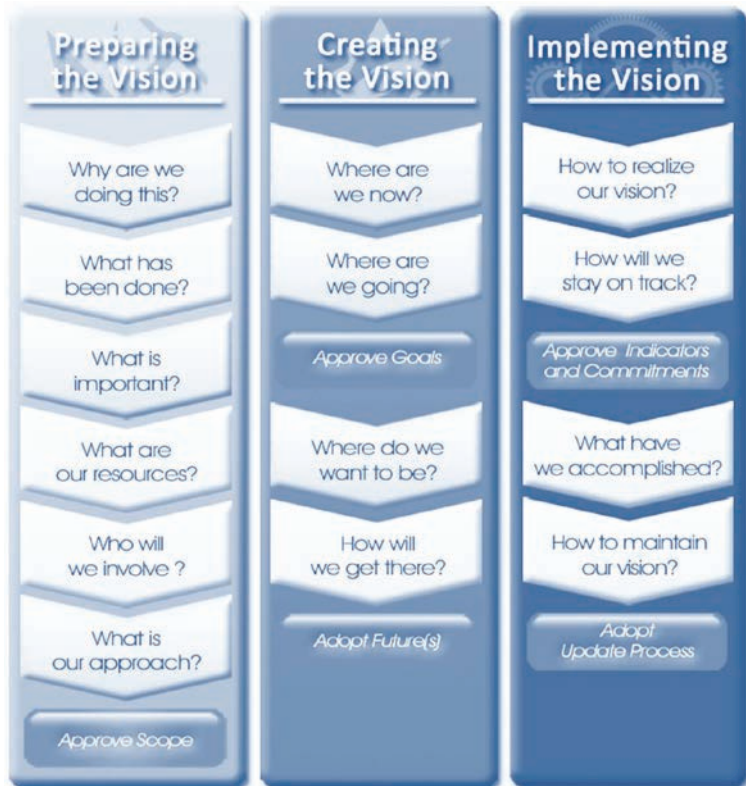 Preparing
the Vision
Why are we
doing this?
What has
been done?
What is
important?
What are
our resources?
Who will
we involve ?
What is
our approach?
Approve Scope
Creating
the Vision
Where are
we now?
Where are
we going?
Approve Goals
Where do we
want to be?
How will
we get there?
Adopt Future(s)
Implementing
the Vision
How to realize
our vision?
How will we
stay on track?
Approve Indicators
and Commitments
What have
we accomplished?
How to maintain
our vision?
Adopt
Update Process